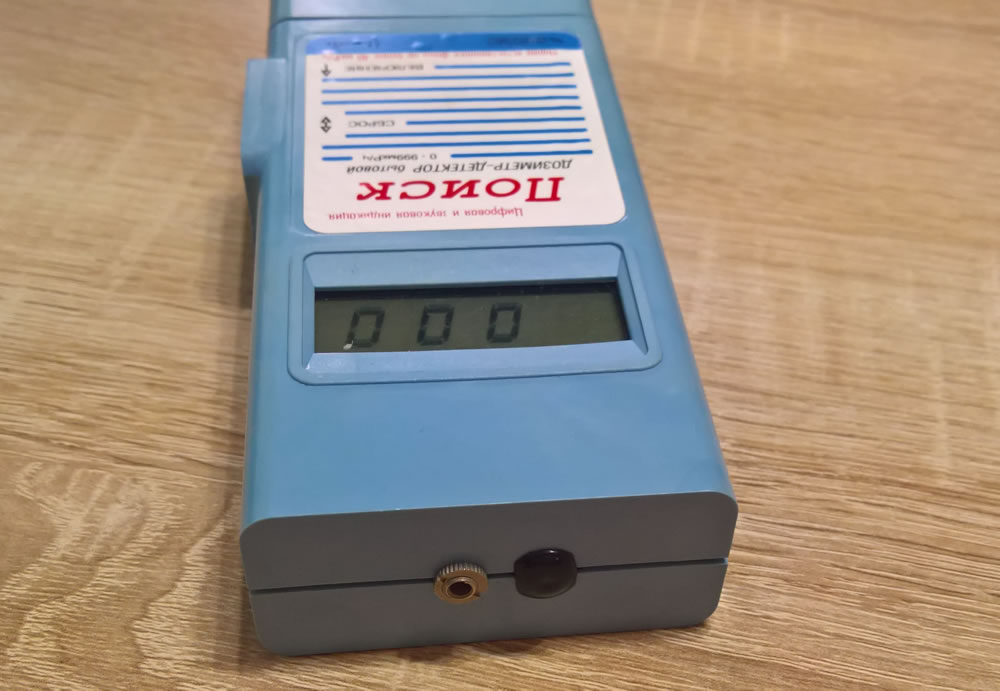 Цифровая и звуковая индикация
Поиск
ДОЗИМЕТР-ДЕТЕКТОР бытовой
0 - 999мкР/ч
СБРОС
ВКЛЮЧЕНИЕ
000